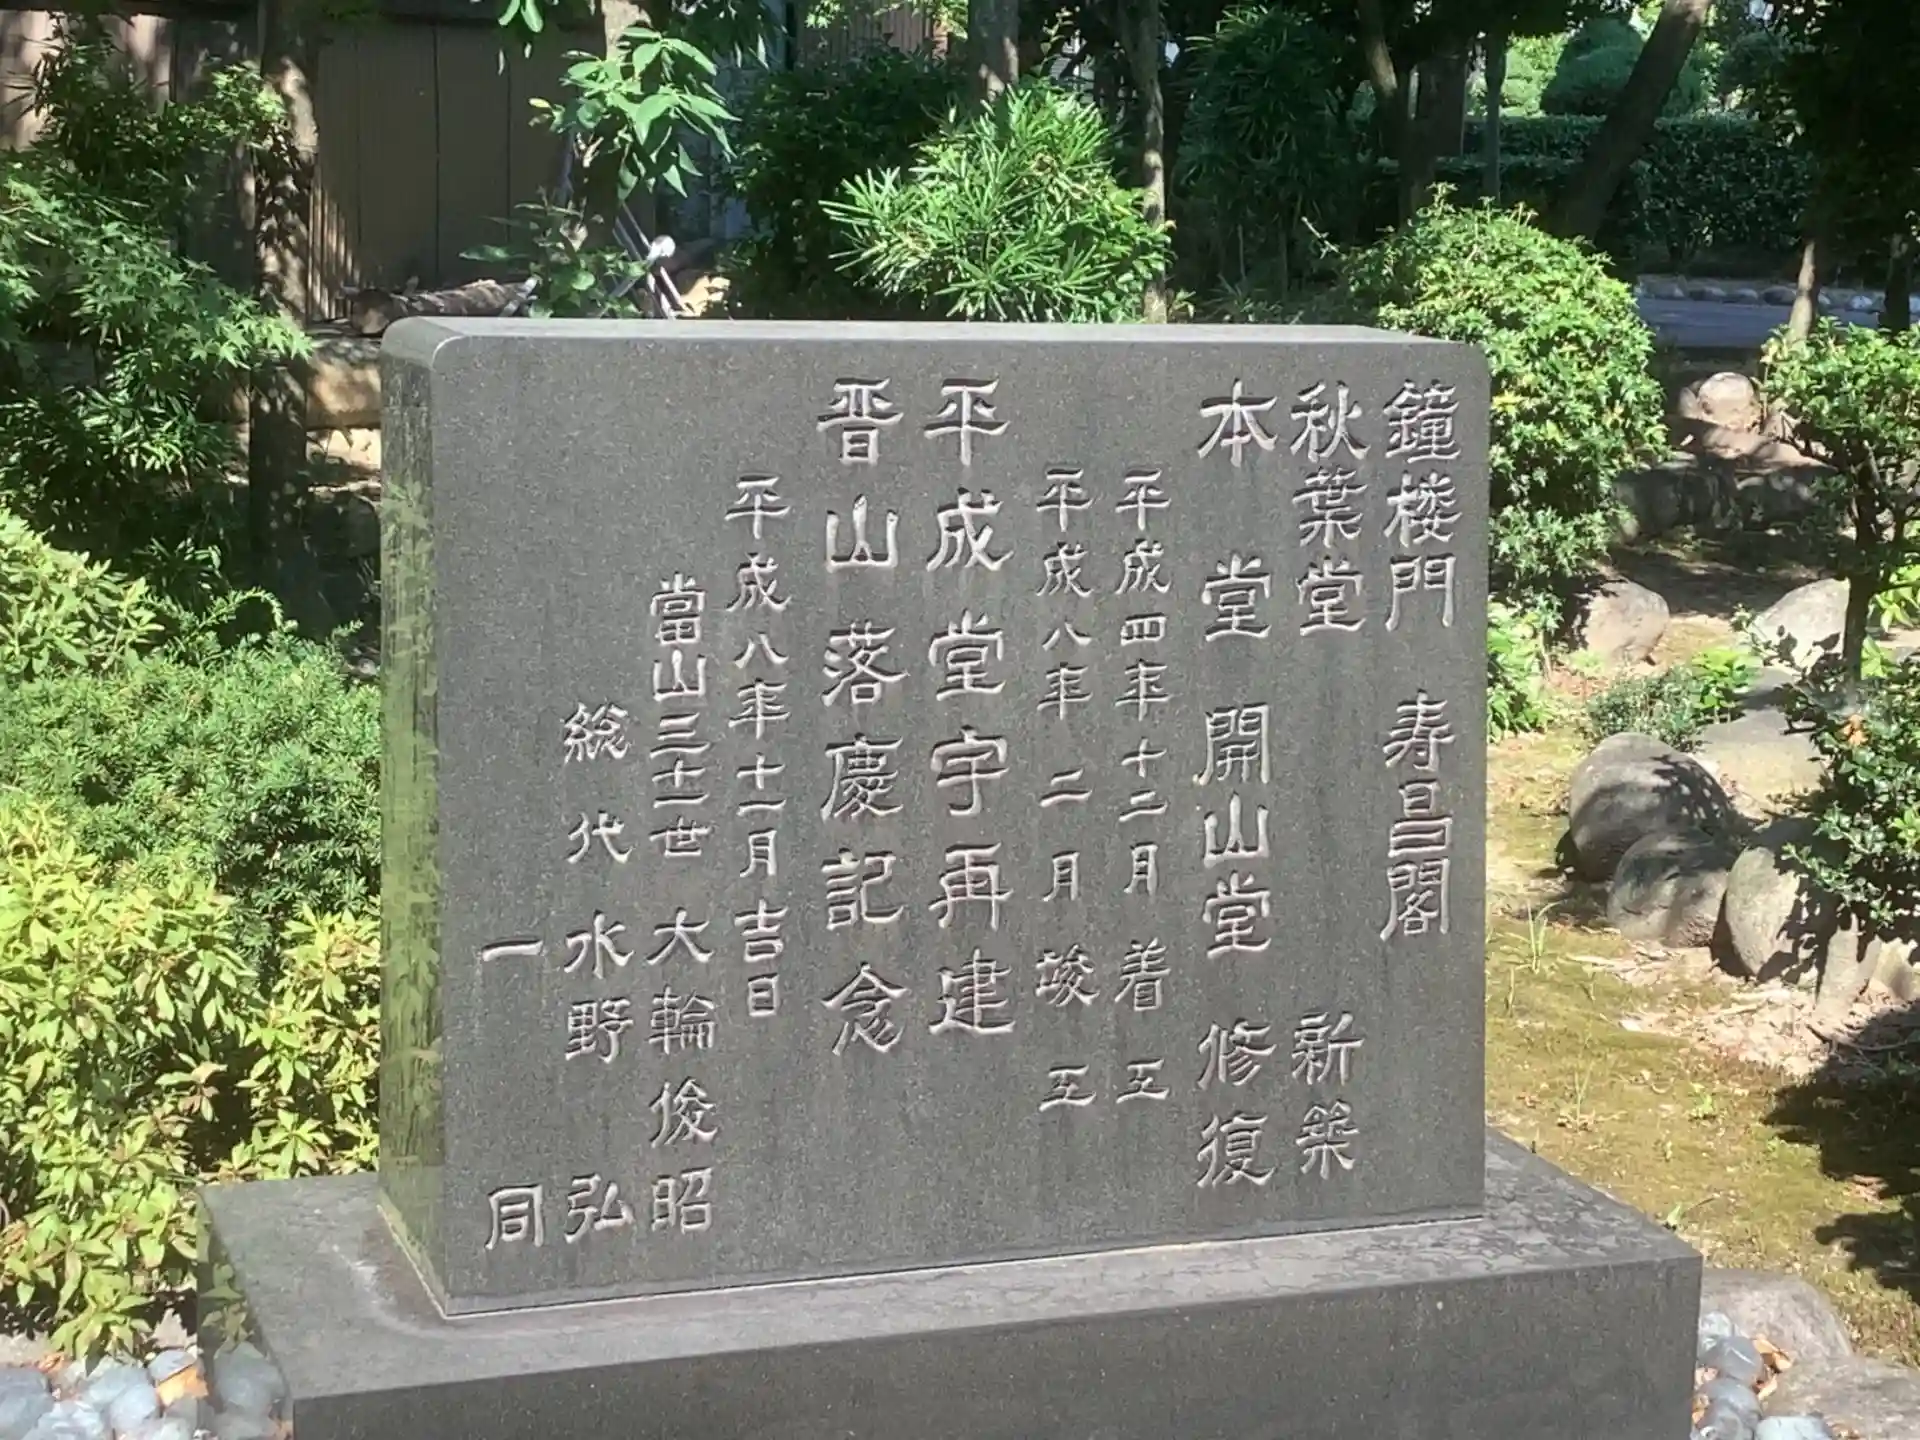 鐘楼門 寿昌閣
秋葉堂 新築
本堂 開山堂 修復
平成四年十二月 着工
平成八年二月 竣工
平成堂宇再建
晋山落慶記念
平成八年十一月吉日
當山三十一世 大輪俊昭
総代 水野弘
一同